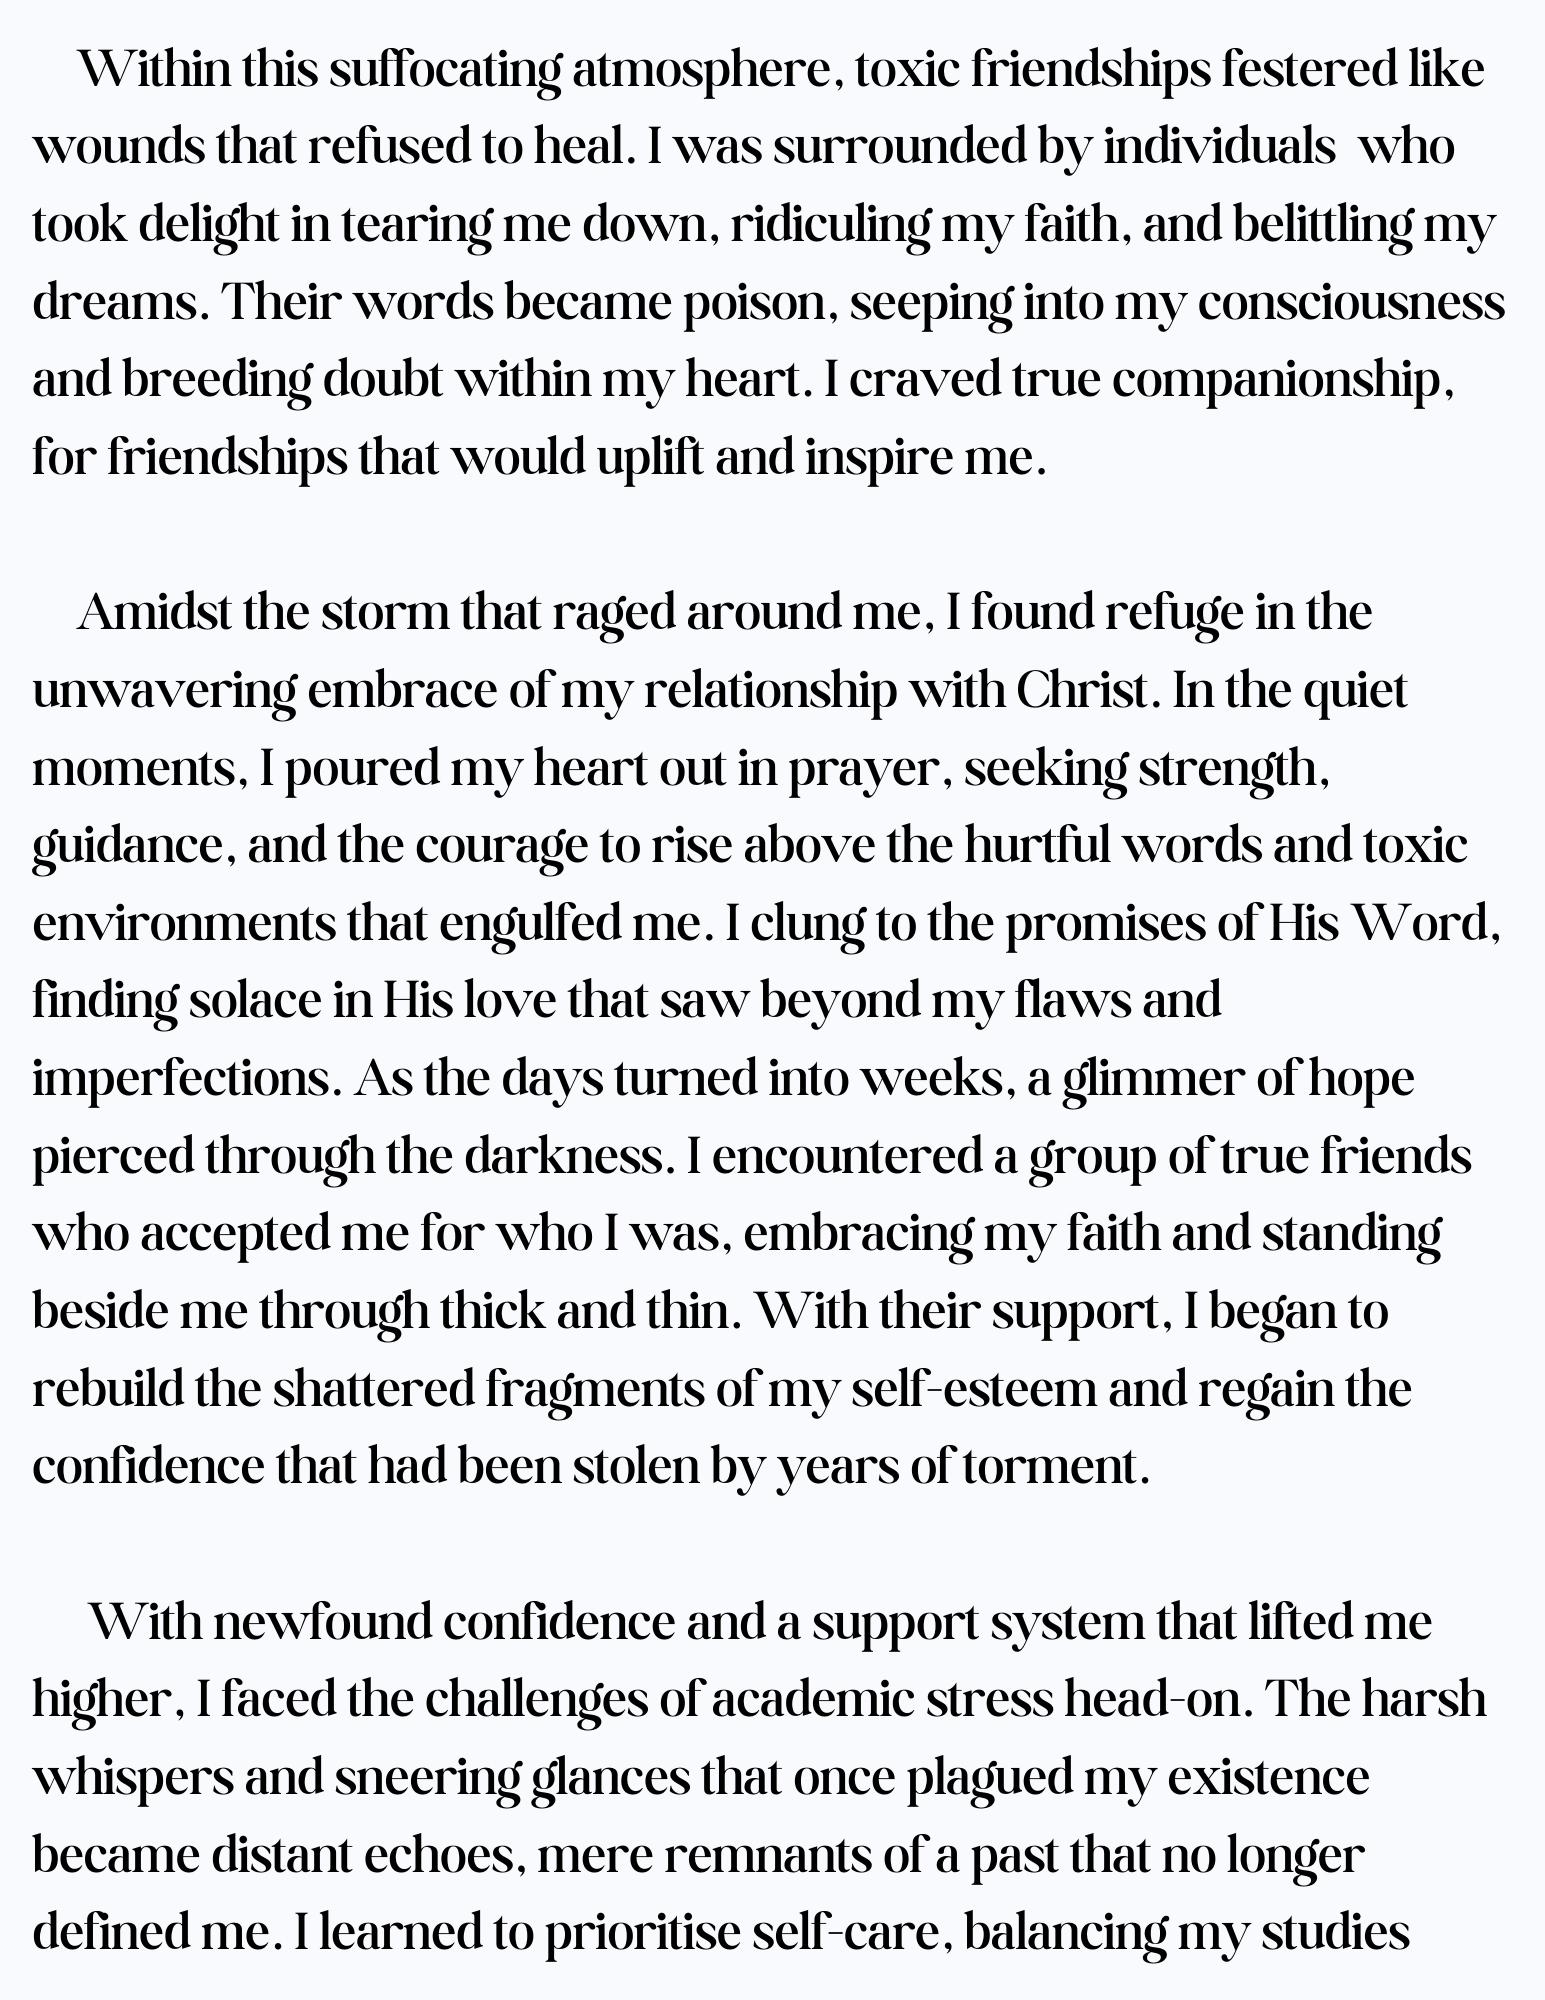 Within this suffocating atmosphere, toxic friendships festered like
wounds that refused to heal. I was surrounded by individuals  who
took delight in tearing me down, ridiculing my faith, and belittling my
dreams. Their words became poison, seeping into my consciousness
and breeding doubt within my heart. I craved true companionship,
for friendships that would uplift and inspire me.
Amidst the storm that raged around me, I found refuge in the
unwavering embrace of my relationship with Christ. In the quiet
moments, I poured my heart out in prayer, seeking strength,
guidance, and the courage to rise above the hurtful words and toxic
environments that engulfed me. I clung to the promises of His Word,
finding solace in His love that saw beyond my flaws and
imperfections. As the days turned into weeks, a glimmer of hope
pierced through the darkness. I encountered a group of true friends
who accepted me for who I was, embracing my faith and standing
beside me through thick and thin. With their support, I began to
rebuild the shattered fragments of my self-esteem and regain the
confidence that had been stolen by years of torment.
With newfound confidence and a support system that lifted me
higher, I faced the challenges of academic stress head-on. The harsh
whispers and sneering glances that once plagued my existence
became distant echoes, mere remnants of a past that no longer
defined me. I learned to prioritise self-care, balancing my studies